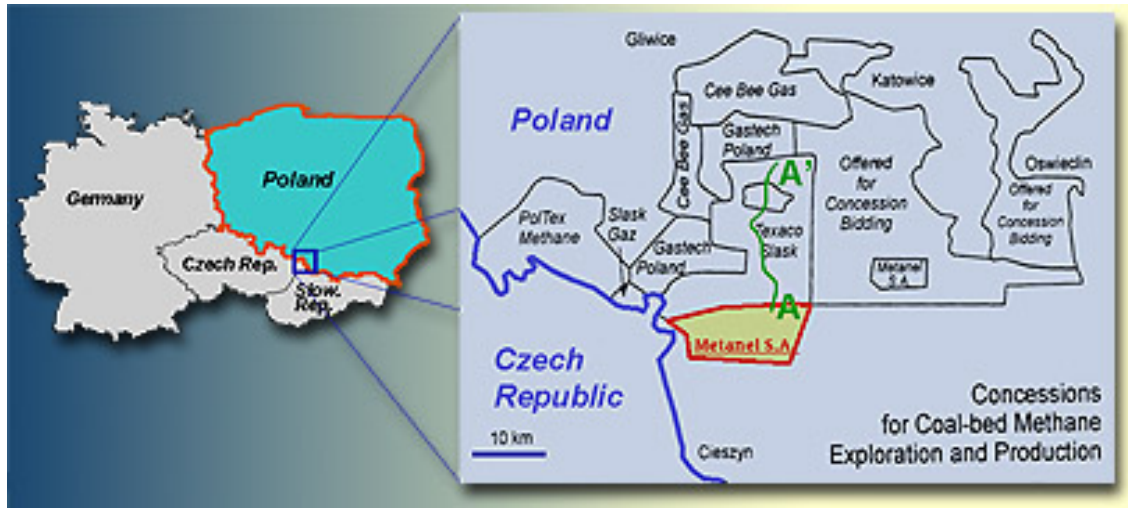 Germany
Poland
Czech Rep.
Slow.
Rep.
Gliwice
Cee Bee Gas
Katowice
Poland
Cee Bee Gas
Gastech
Poland
A'
Offered
for
Concession
Bidding
Oswiecin
Offered
for
Concession
Bidding
PolTex
Methane
Slask
Gaz
Gastech
Poland
Texaco
Slask
Metanel
S.A.
A
Metanel S.A
Czech
Republic
10 km
Cieszyn
Concessions
for Coal-bed Methane
Exploration and Production